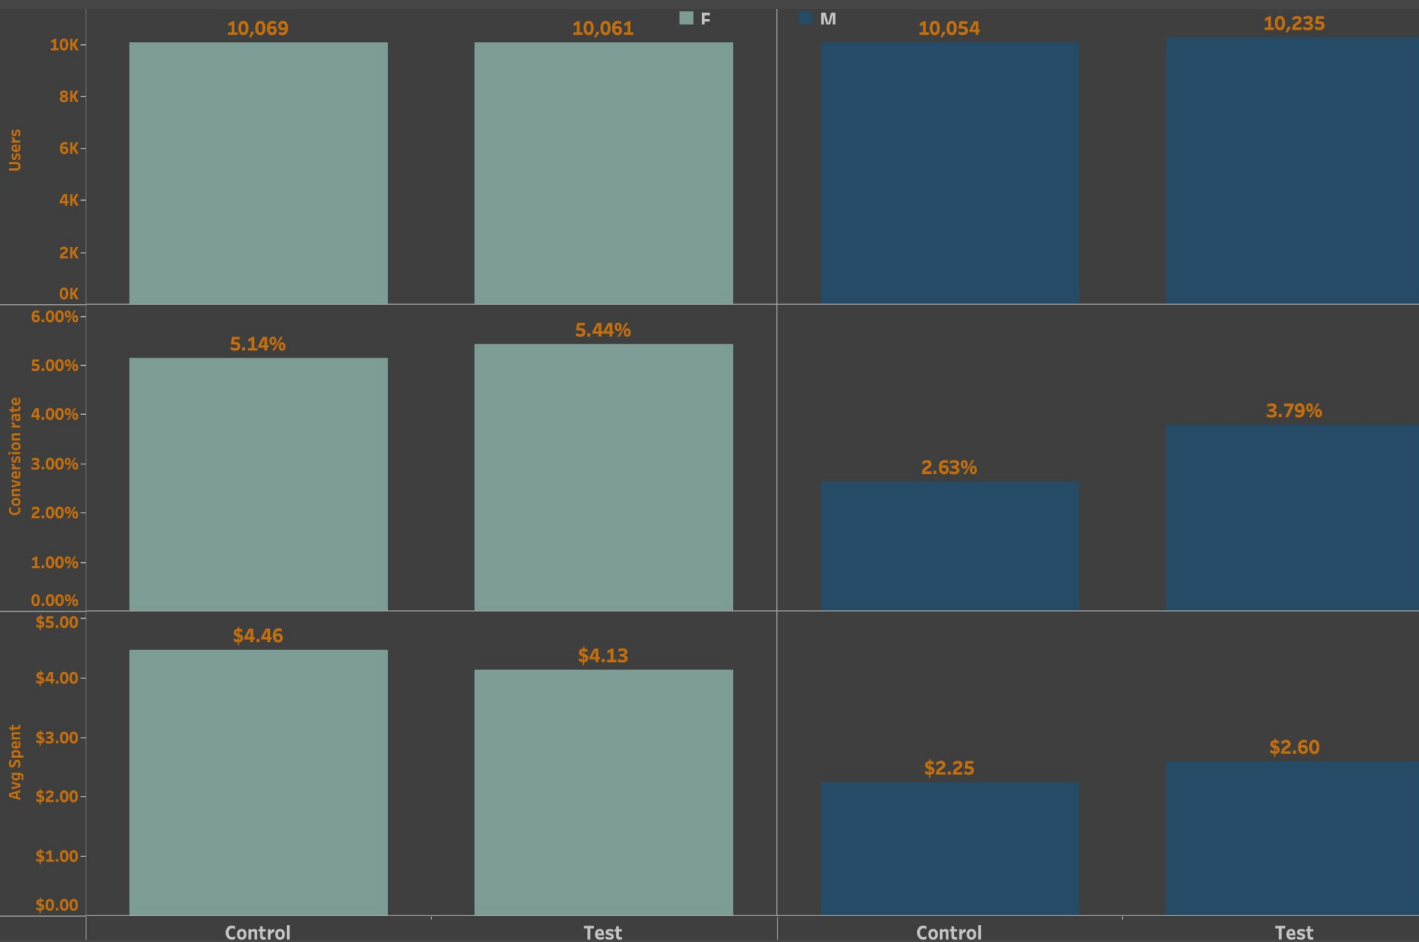 F M
10,069 10,061 10,054 10,235
10K
8K
6K
4K
2K
0K
Users
5.14% 5.44% 2.63% 3.79%
6.00%
5.00%
4.00%
3.00%
2.00%
1.00%
0.00%
Conversion rate
$4.46 $4.13 $2.25 $2.60
$5.00
$4.00
$3.00
$2.00
$1.00
$0.00
Avg Spent
Control Test Control Test